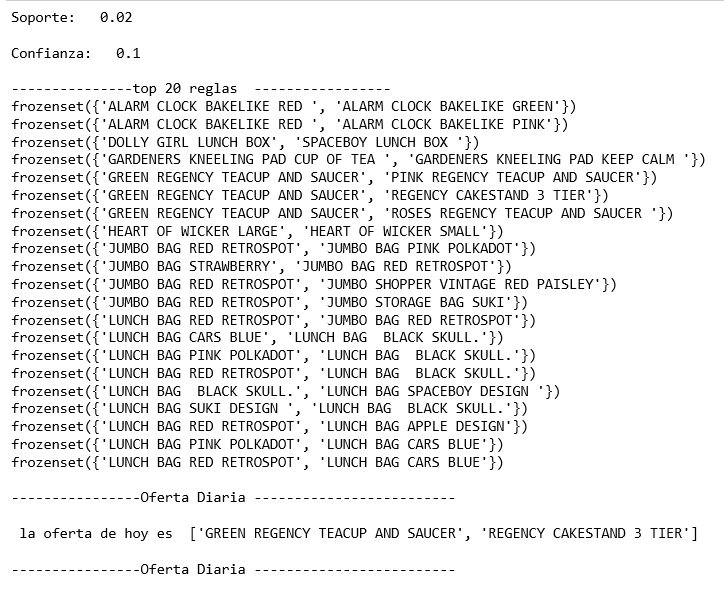 Soporte:   0.02
Confianza:   0.1
---------------top 20 reglas  -----------------
frozenset({'ALARM CLOCK BAKELIKE RED ', 'ALARM CLOCK BAKELIKE GREEN'})
frozenset({'ALARM CLOCK BAKELIKE RED ', 'ALARM CLOCK BAKELIKE PINK'})
frozenset({'DOLLY GIRL LUNCH BOX', 'SPACEBOY LUNCH BOX '})
frozenset({'GARDENERS KNEELING PAD CUP OF TEA ', 'GARDENERS KNEELING PAD KEEP CALM '})
frozenset({'GREEN REGENCY TEACUP AND SAUCER', 'PINK REGENCY TEACUP AND SAUCER'})
frozenset({'GREEN REGENCY TEACUP AND SAUCER', 'REGENCY CAKESTAND 3 TIER'})
frozenset({'GREEN REGENCY TEACUP AND SAUCER', 'ROSES REGENCY TEACUP AND SAUCER '})
frozenset({'HEART OF WICKER LARGE', 'HEART OF WICKER SMALL'})
frozenset({'JUMBO BAG RED RETROSPOT', 'JUMBO BAG PINK POLKADOT'})
frozenset({'JUMBO BAG STRAWBERRY', 'JUMBO BAG RED RETROSPOT'})
frozenset({'JUMBO BAG RED RETROSPOT', 'JUMBO SHOPPER VINTAGE RED PAISLEY'})
frozenset({'JUMBO BAG RED RETROSPOT', 'JUMBO STORAGE BAG SUKI'})
frozenset({'LUNCH BAG RED RETROSPOT', 'JUMBO BAG RED RETROSPOT'})
frozenset({'LUNCH BAG CARS BLUE', 'LUNCH BAG  BLACK SKULL.'})
frozenset({'LUNCH BAG PINK POLKADOT', 'LUNCH BAG  BLACK SKULL.'})
frozenset({'LUNCH BAG RED RETROSPOT', 'LUNCH BAG  BLACK SKULL.'})
frozenset({'LUNCH BAG  BLACK SKULL.', 'LUNCH BAG SPACEBOY DESIGN '})
frozenset({'LUNCH BAG SUKI DESIGN ', 'LUNCH BAG  BLACK SKULL.'})
frozenset({'LUNCH BAG RED RETROSPOT', 'LUNCH BAG APPLE DESIGN'})
frozenset({'LUNCH BAG PINK POLKADOT', 'LUNCH BAG CARS BLUE'})
frozenset({'LUNCH BAG RED RETROSPOT', 'LUNCH BAG CARS BLUE'})
----------------Oferta Diaria -------------------------
la oferta de hoy es  ['GREEN REGENCY TEACUP AND SAUCER', 'REGENCY CAKESTAND 3 TIER']
----------------Oferta Diaria -------------------------